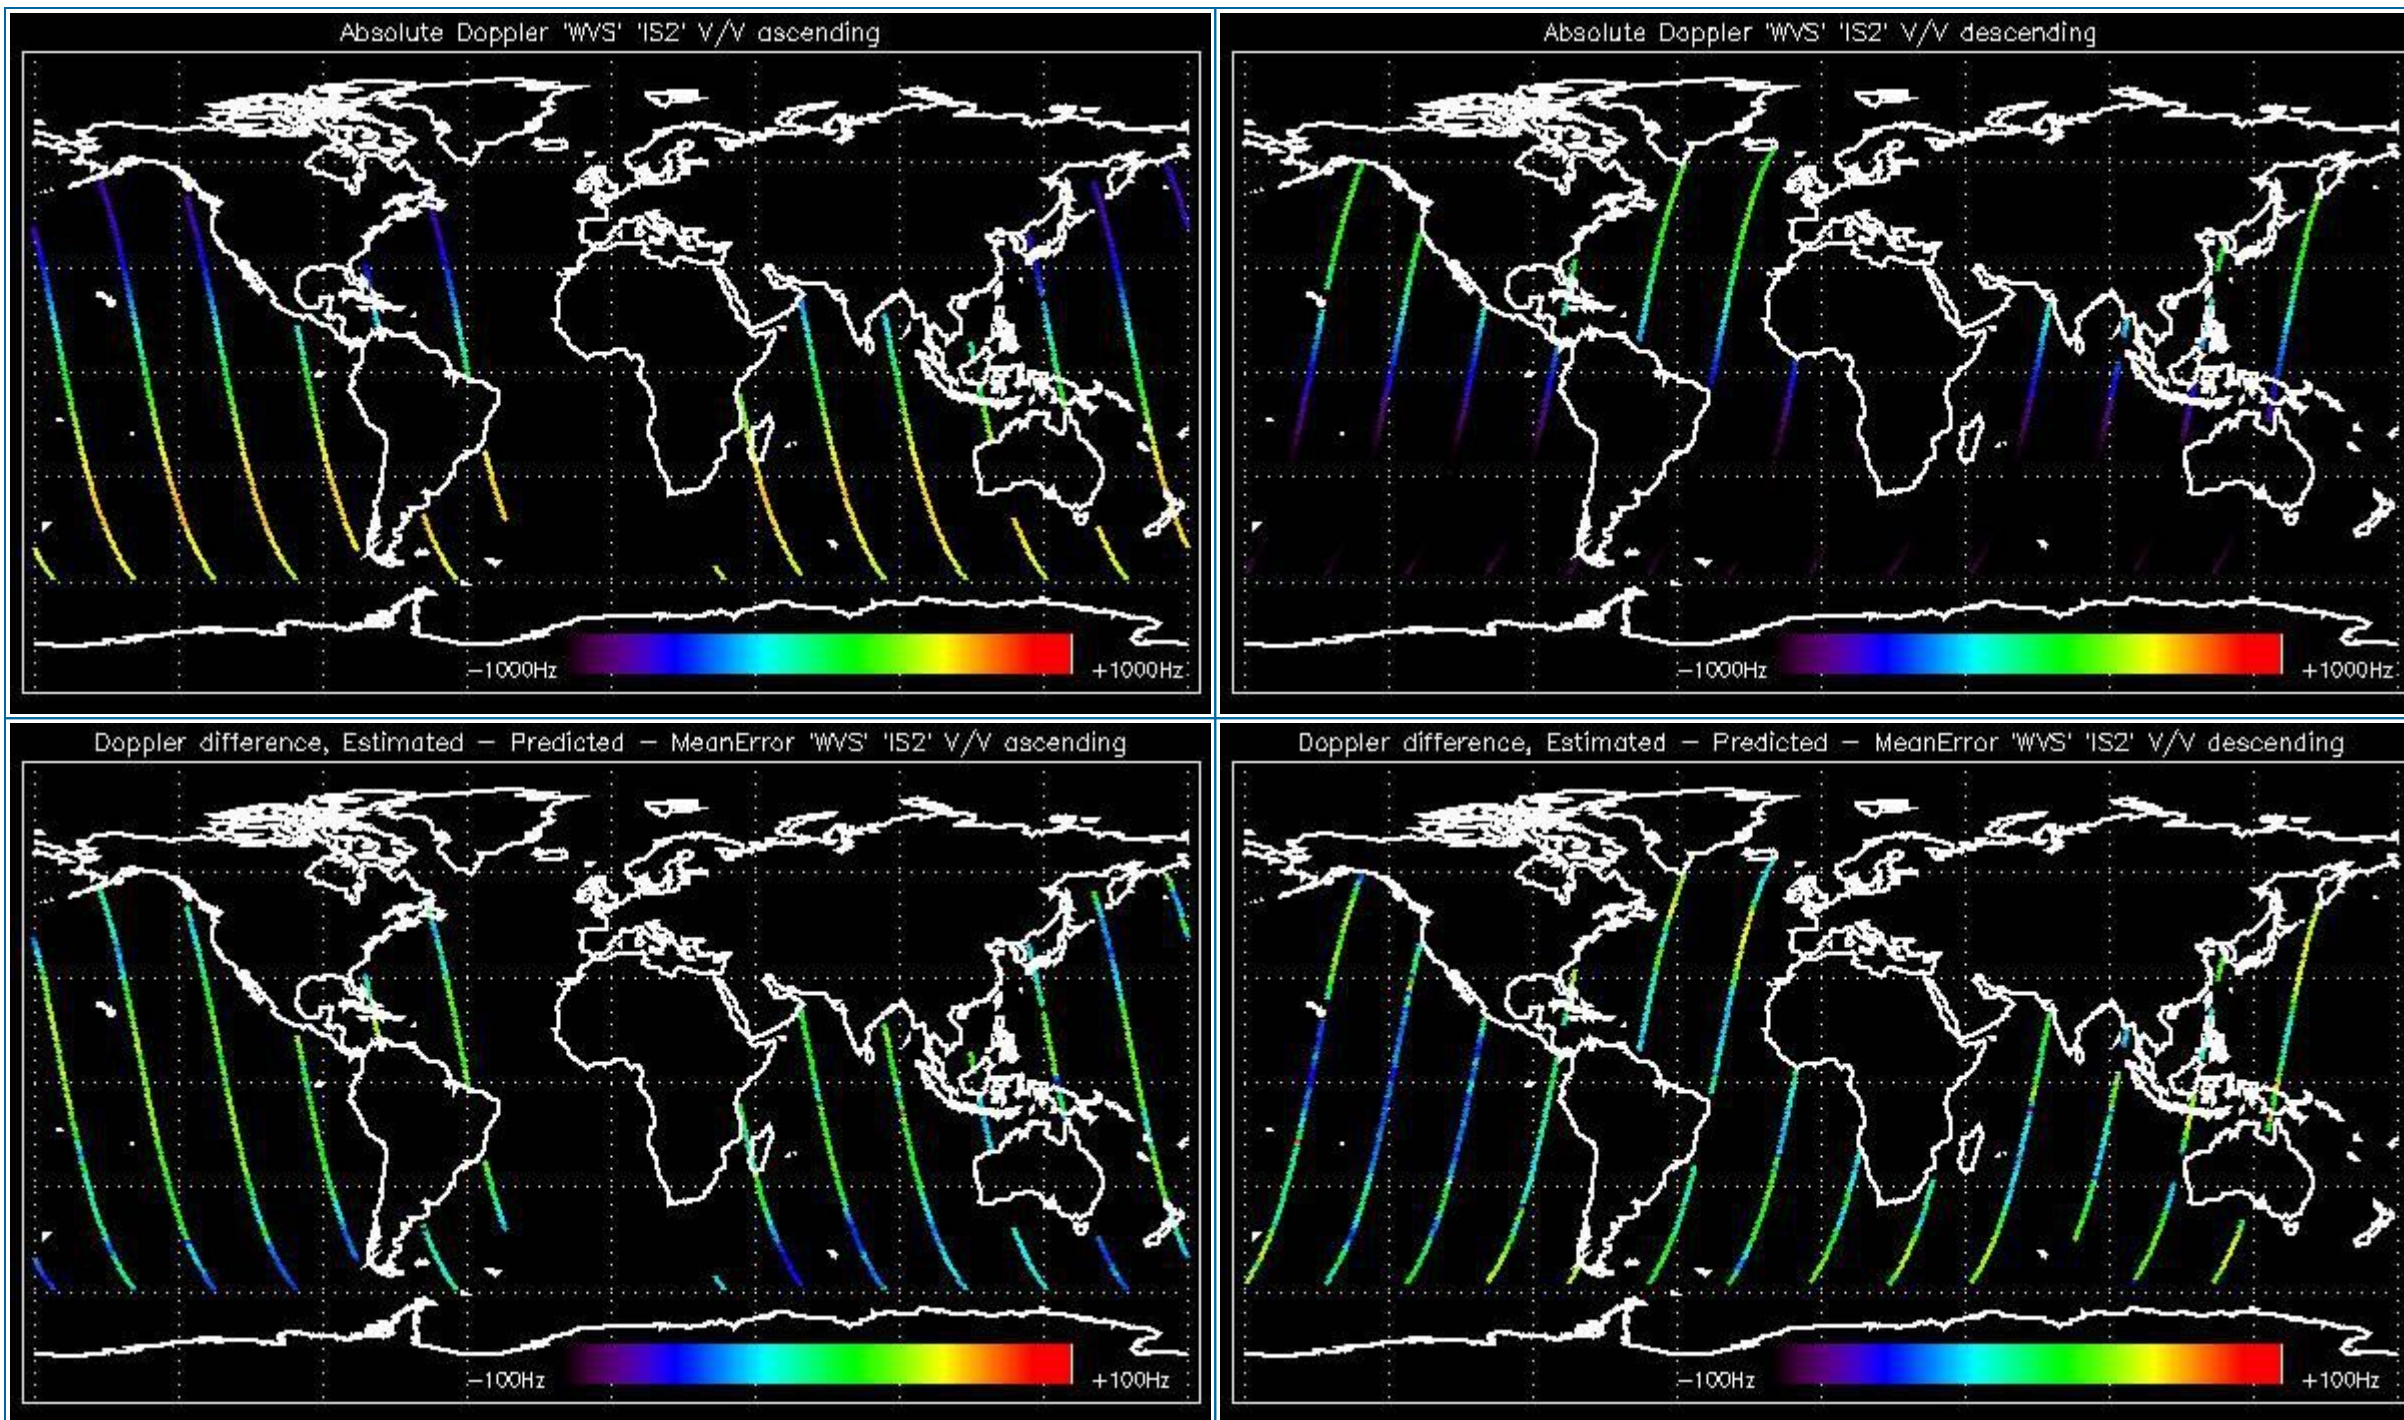 Absolute Doppler 'WVS' 'IS2' V/V ascending
-1000Hz
+1000Hz
Absolute Doppler 'WVS' 'IS2' V/V descending
-1000Hz
+1000Hz
Doppler difference, Estimated - Predicted - MeanError 'WVS' 'IS2' V/V ascending
-100Hz
+100Hz
Doppler difference, Estimated - Predicted - MeanError 'WVS' 'IS2' V/V descending
-100Hz
+100Hz